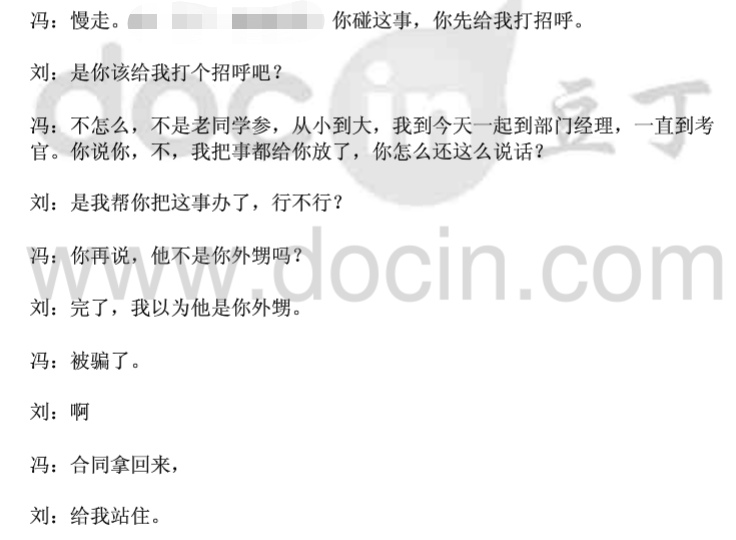 冯：慢走。 你碰这事，你先给我打招呼。
刘：是你该给我打个招呼吧？
冯：不怎么，不是老同学参，从小到大，我到今天一起到部门经理，一直到考
官。你说你，不，我把事都给你放了，你怎么还这么说话？
刘：是我帮你把这事办了，行不行？
冯：你再说，他不是你外甥吗？
刘：完了，我以为他是你外甥。
冯：被骗了。
刘：啊
冯：合同拿回来，
刘：给我站住。
docin 豆丁
www.docin.com